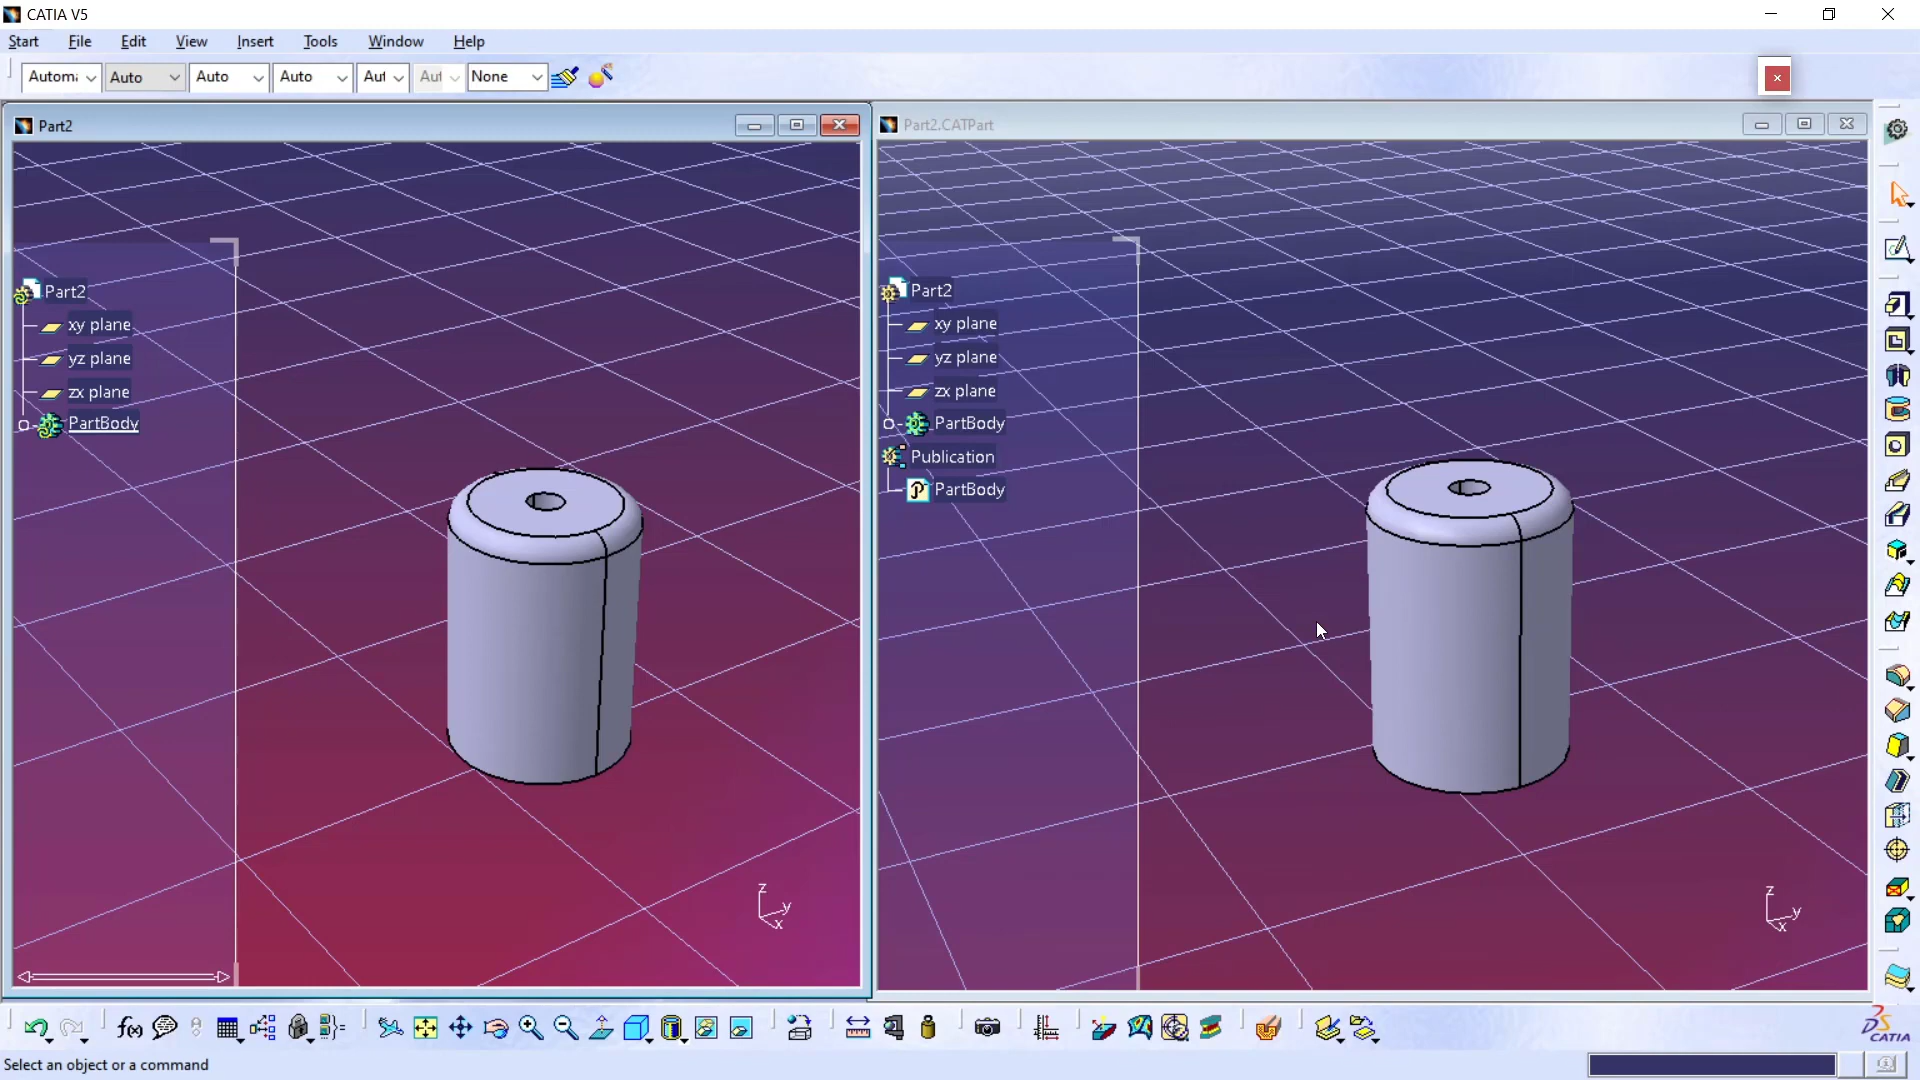 CATIA V5
Start File Edit View Insert Tools Window Help
Automa Auto Auto Auto Aut Aut None
Part2
Part2
xy plane
yz plane
zx plane
PartBody
z
y
x
Part2.CATPart
Part2
xy plane
yz plane
zx plane
PartBody
Publication
PartBody
z
y
x
f(x)
CATIA
Select an object or a command